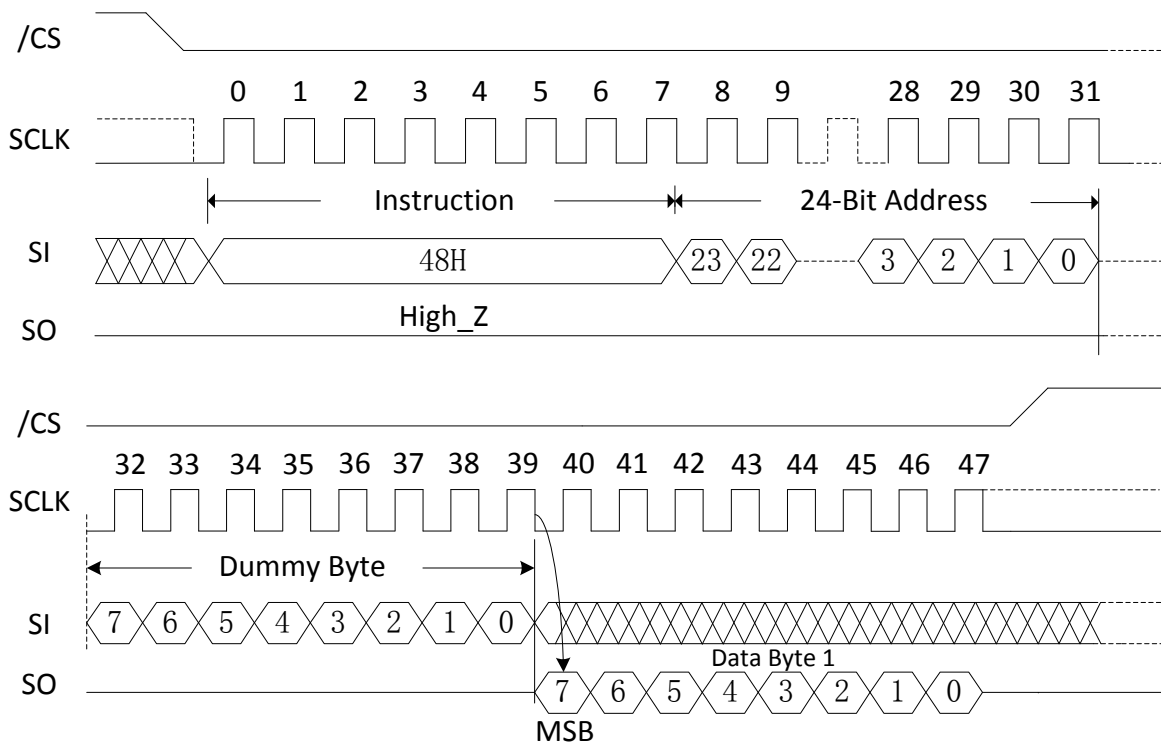 /CS
0 1 2 3 4 5 6 7 8 9 28 29 30 31
SCLK
Instruction 24-Bit Address
SI 48H 23 22 3 2 1 0
High_Z
SO
/CS
32 33 34 35 36 37 38 39 40 41 42 43 44 45 46 47
SCLK
Dummy Byte
SI 7 6 5 4 3 2 1 0
Data Byte 1
SO 7 6 5 4 3 2 1 0
MSB